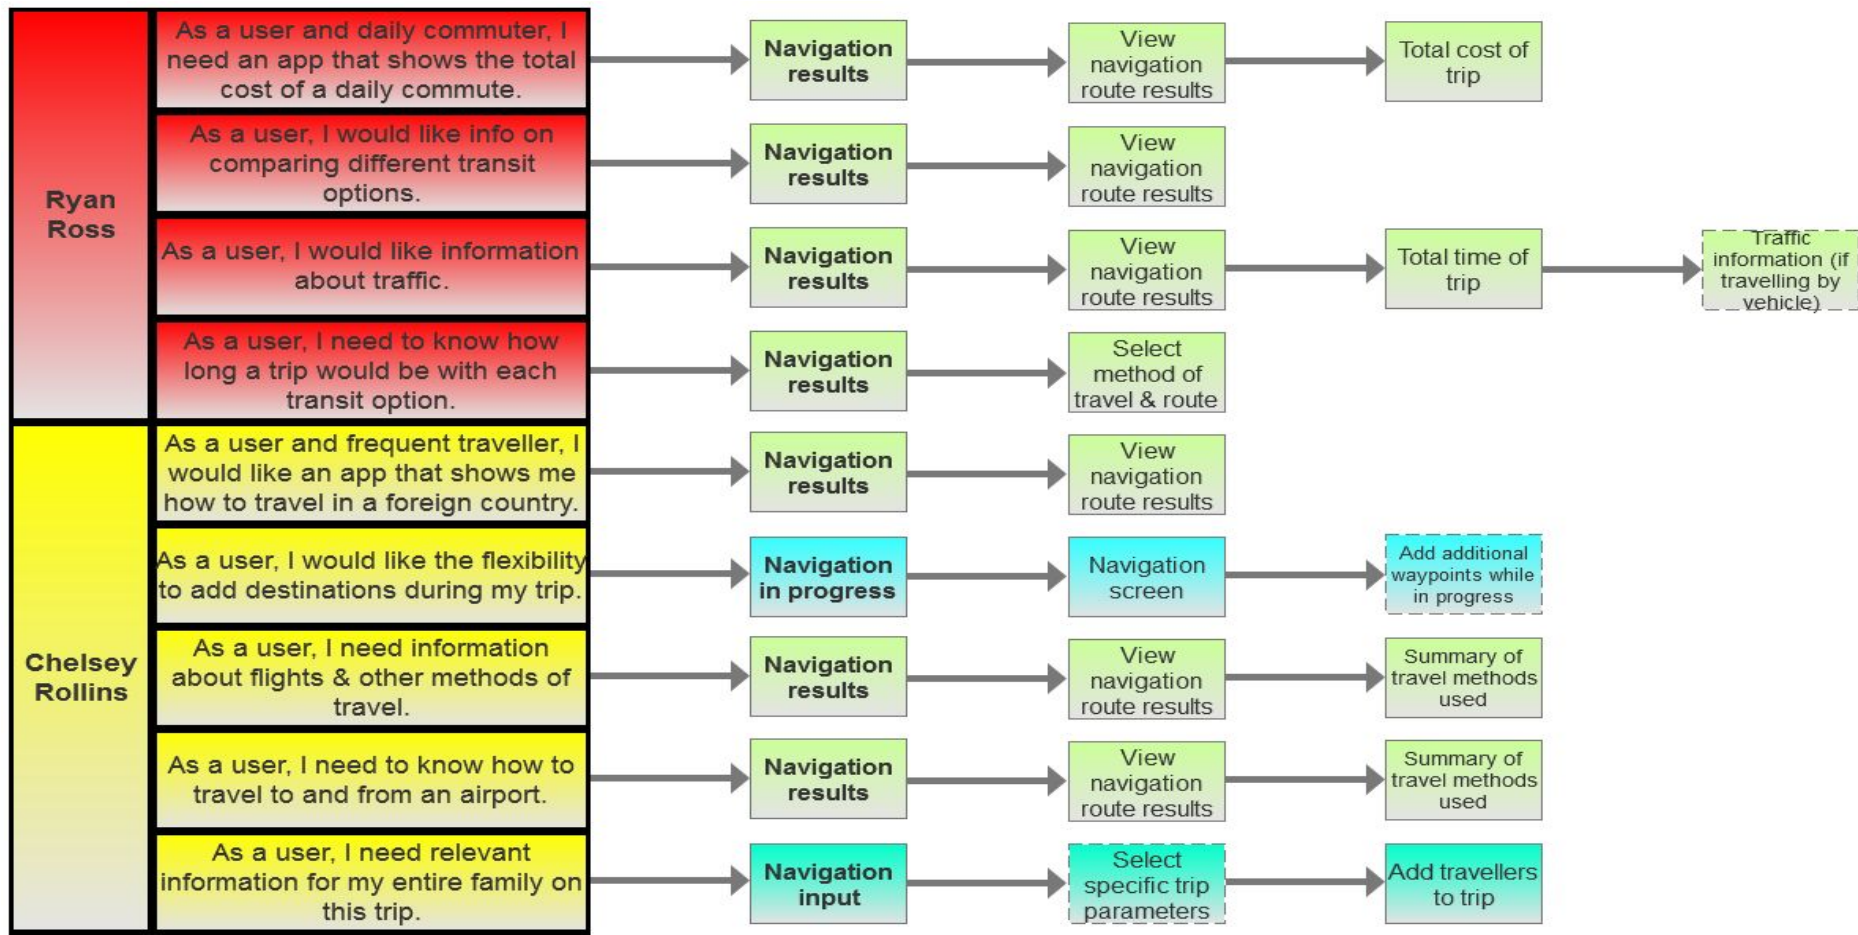 Ryan
Ross
As a user and daily commuter, I
need an app that shows the total
cost of a daily commute.
Navigation
results
View
navigation
route results
Total cost of
trip
As a user, I would like info on
comparing different transit
options.
Navigation
results
View
navigation
route results
As a user, I would like information
about traffic.
Navigation
results
View
navigation
route results
Total time of
trip
Traffic
information (if
travelling by
vehicle)
As a user, I need to know how
long a trip would be with each
transit option.
Navigation
results
Select
method of
travel & route
Chelsey
Rollins
As a user and frequent traveller, I
would like an app that shows me
how to travel in a foreign country.
Navigation
results
View
navigation
route results
As a user, I would like the flexibility
to add destinations during my trip.
Navigation
in progress
Navigation
screen
Add additional
waypoints while
in progress
As a user, I need information
about flights & other methods of
travel.
Navigation
results
View
navigation
route results
Summary of
travel methods
used
As a user, I need to know how to
travel to and from an airport.
Navigation
results
View
navigation
route results
Summary of
travel methods
used
As a user, I need relevant
information for my entire family on
this trip.
Navigation
input
Select
specific trip
parameters
Add travellers
to trip